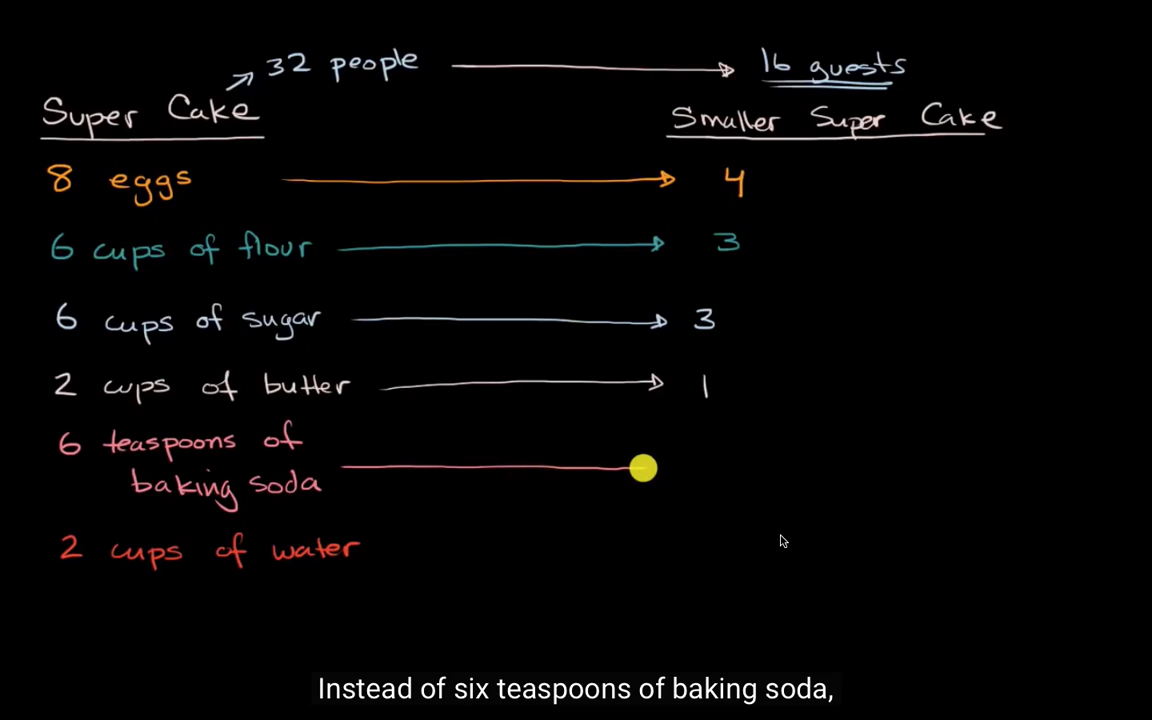 32 people
16 guests
Super Cake
Smaller Super Cake
8 eggs
4
6 cups of flour
3
6 cups of sugar
3
2 cups of butter
1
6 teaspoons of
baking soda
2 cups of water
Instead of six teaspoons of baking soda,